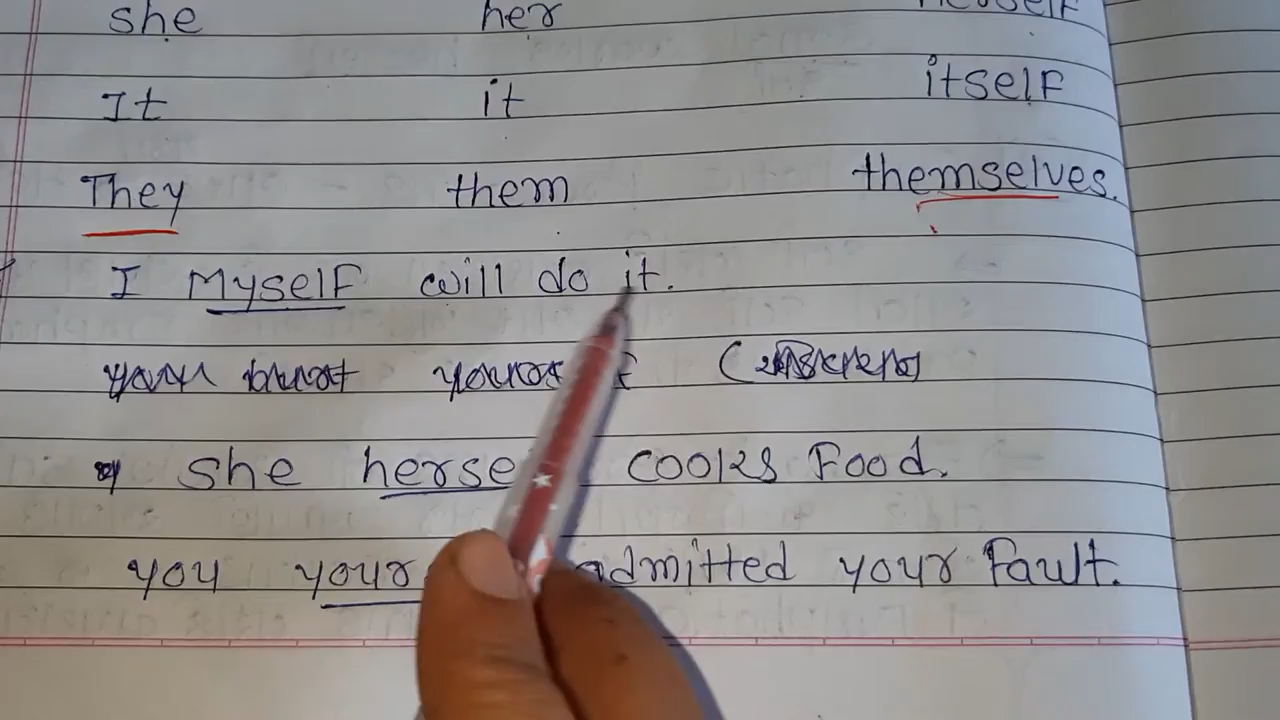 she her herself
It it itself
They them themselves.
I Myself will do it.
she herse cooks Food.
you your admitted your Fault.